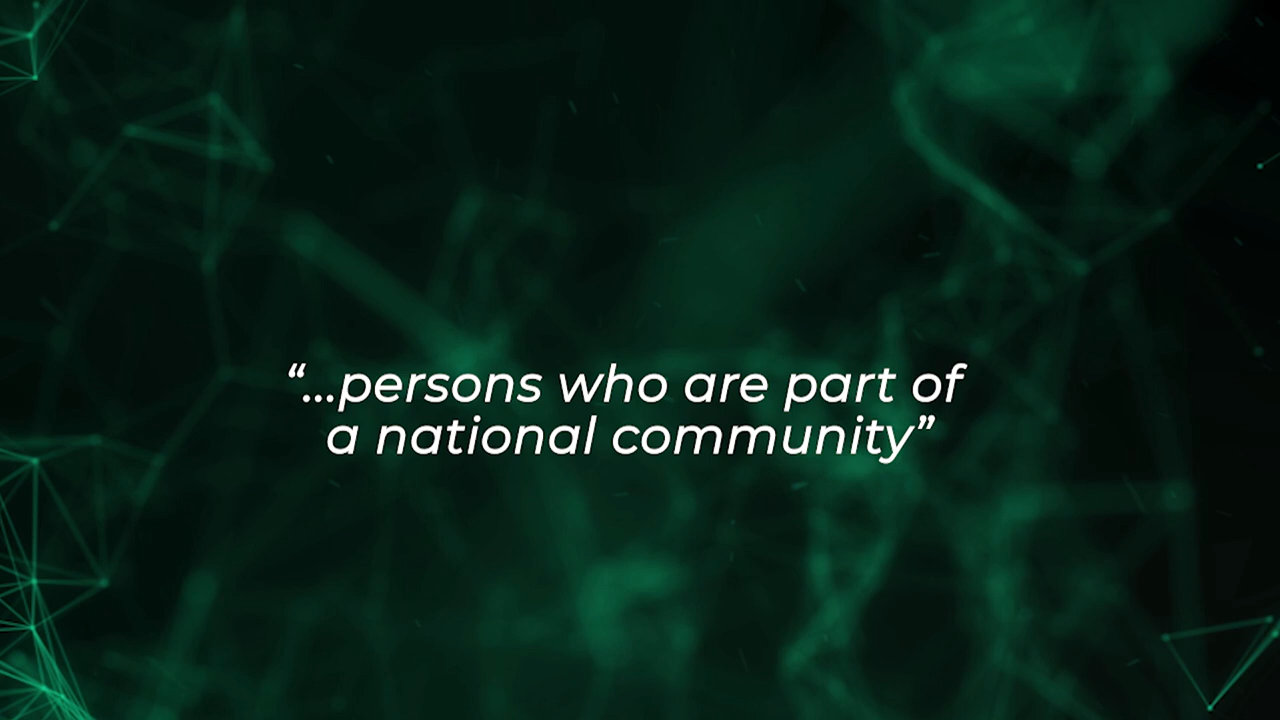 “...persons who are part of
a national community”